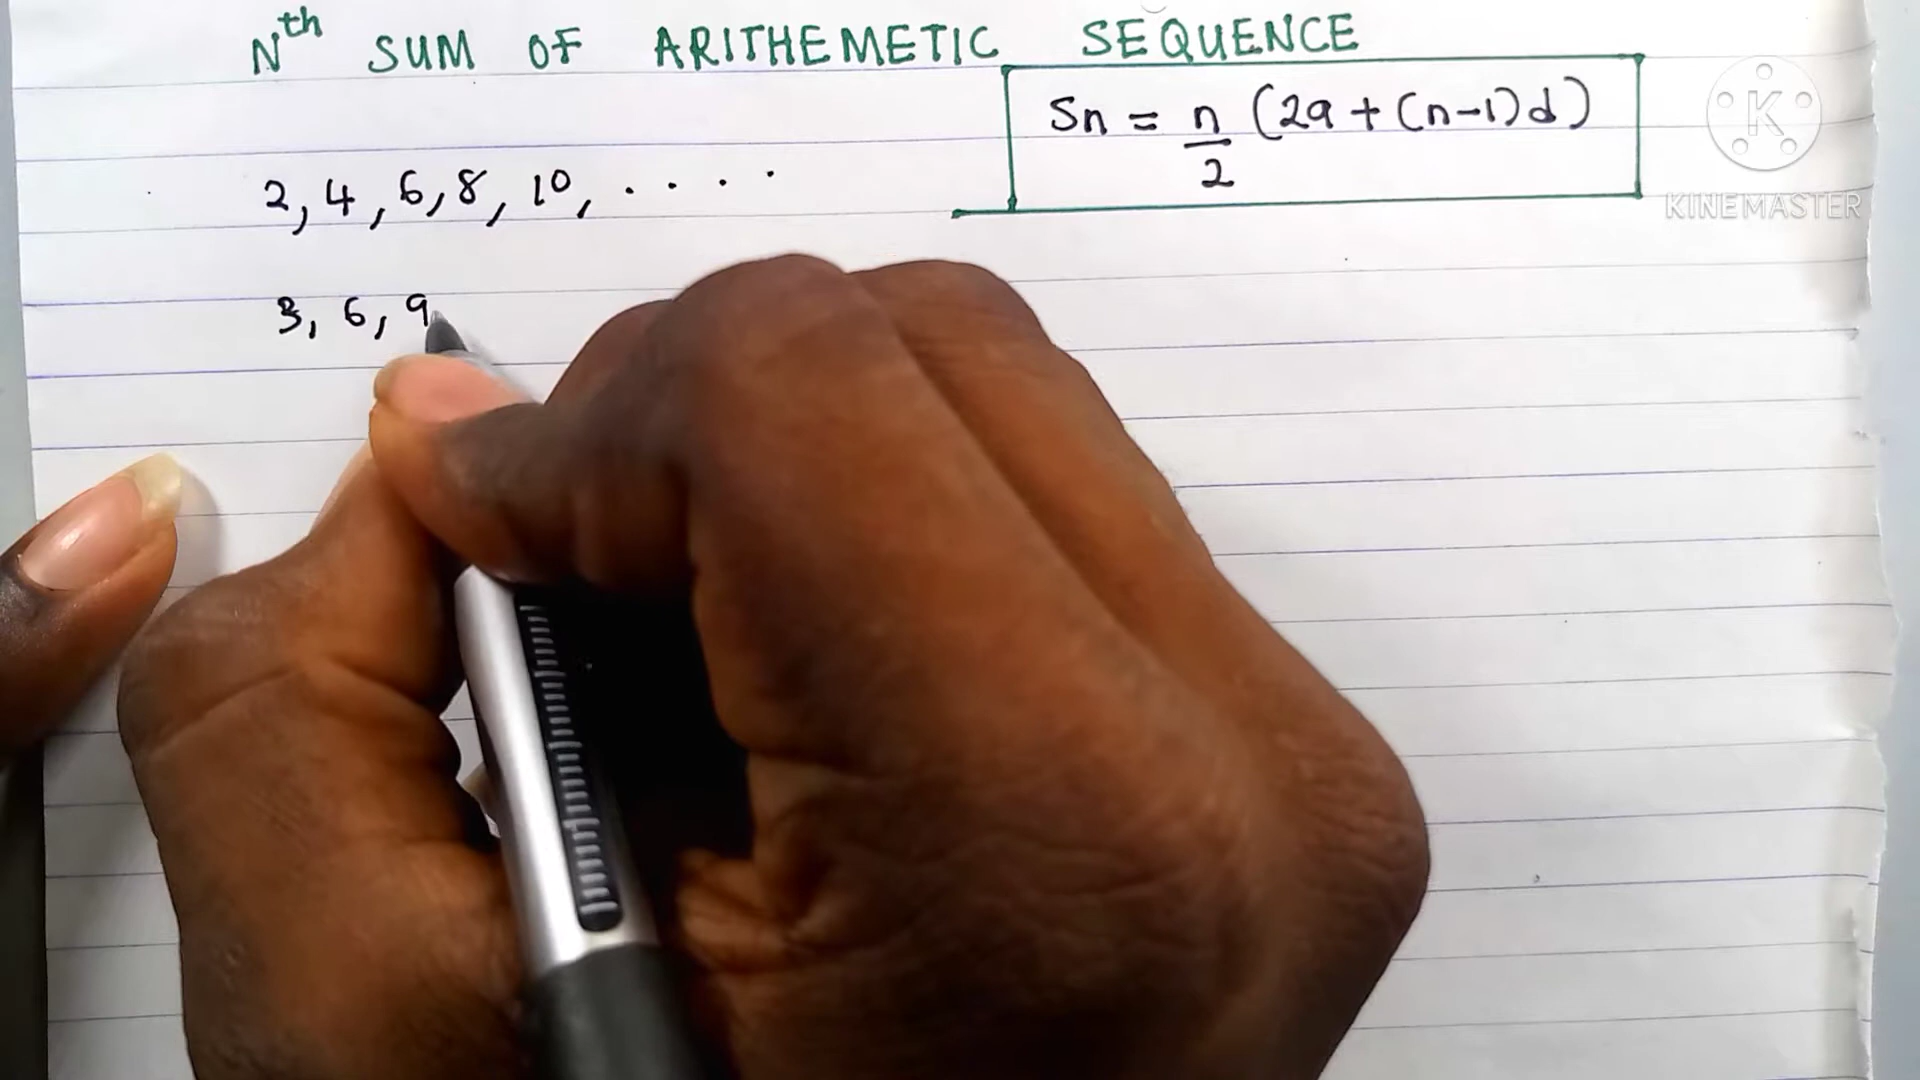 Nth SUM OF ARITHEMETIC SEQUENCE
Sn = n/2 (2a + (n-1)d)
K
KINEMASTER
2, 4, 6, 8, 10, . . . .
3, 6, 9